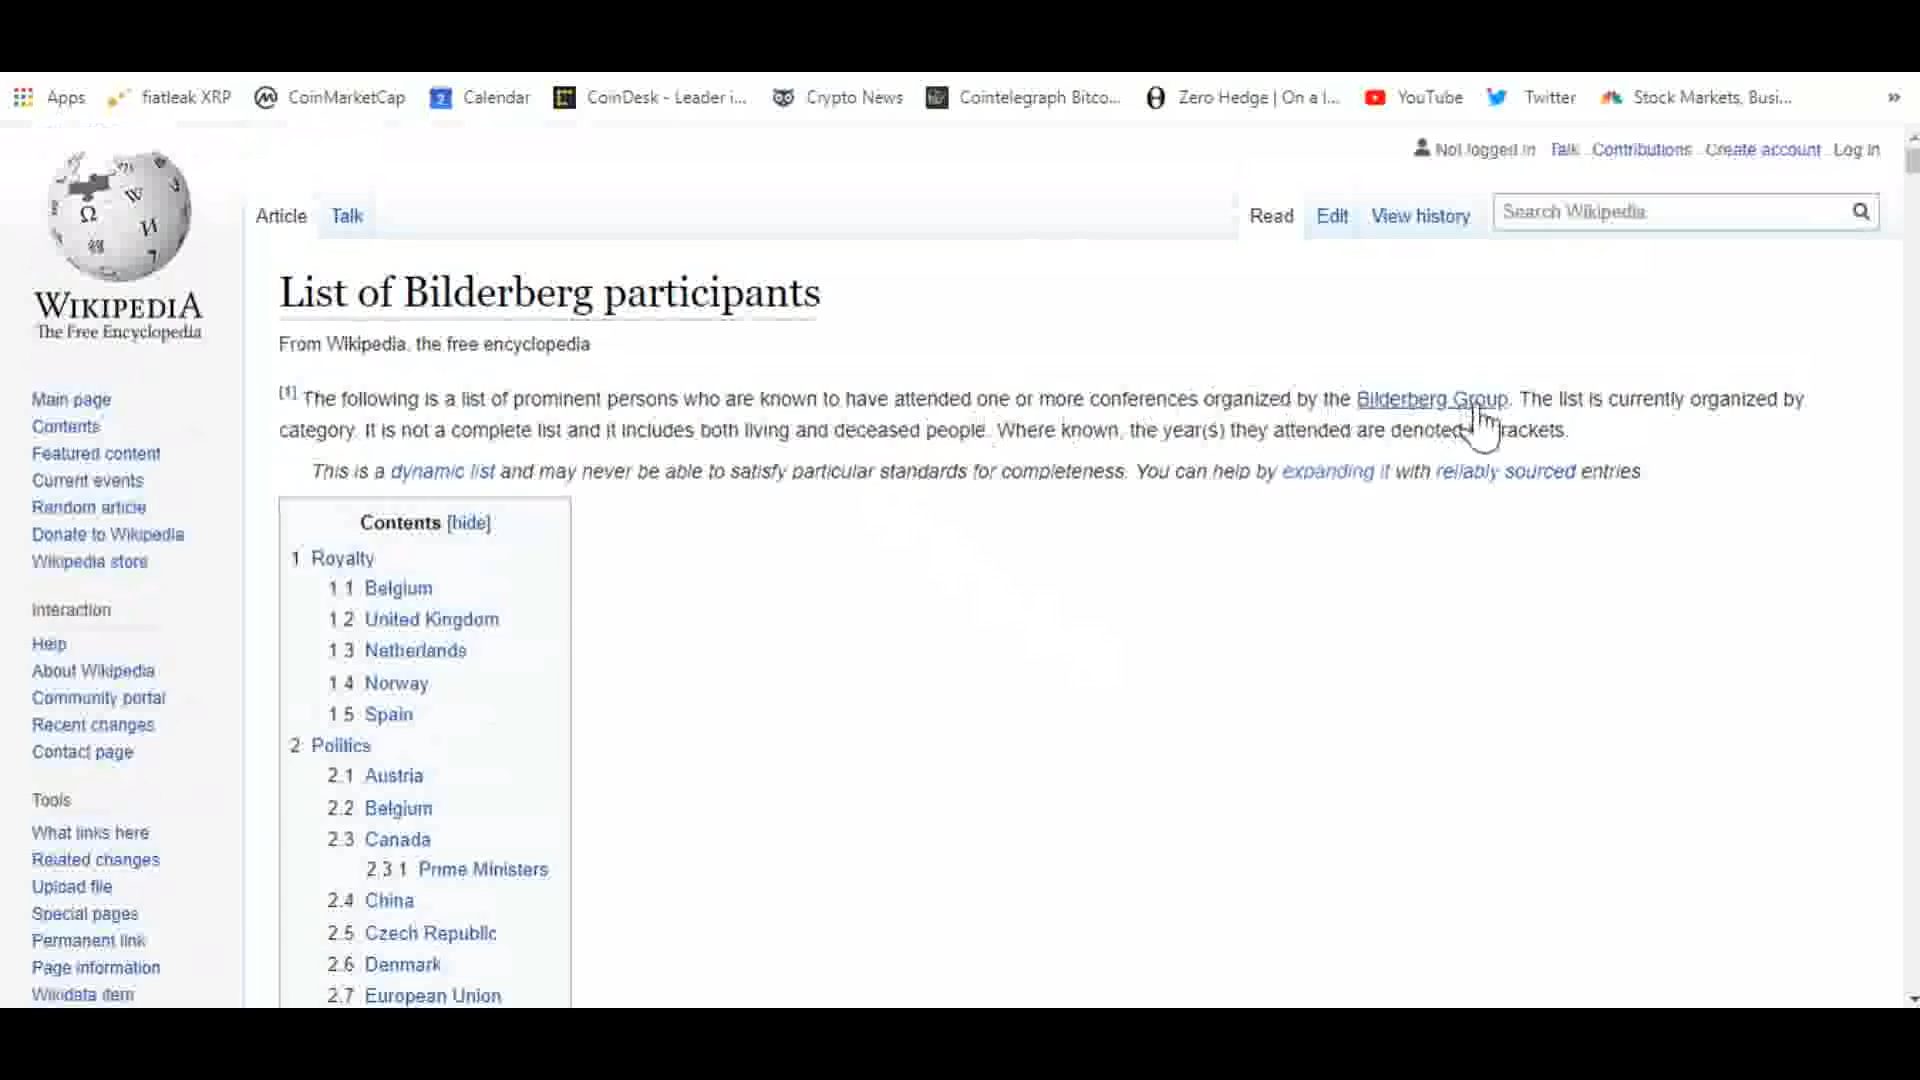 Apps fiatleak XRP CoinMarketCap 2 Calendar CoinDesk - Leader i... Crypto News Cointelegraph Bitco... Zero Hedge | On a l... YouTube Twitter Stock Markets, Busi... »
Not logged in Talk Contributions Create account Log in
Article Talk Read Edit View history Search Wikipedia
WIKIPEDIA
The Free Encyclopedia
List of Bilderberg participants
From Wikipedia, the free encyclopedia
[1] The following is a list of prominent persons who are known to have attended one or more conferences organized by the Bilderberg Group. The list is currently organized by
category. It is not a complete list and it includes both living and deceased people. Where known, the year(s) they attended are denoted rackets.
This is a dynamic list and may never be able to satisfy particular standards for completeness. You can help by expanding it with reliably sourced entries
Main page
Contents
Featured content
Current events
Random article
Donate to Wikipedia
Wikipedia store
Interaction
Help
About Wikipedia
Community portal
Recent changes
Contact page
Tools
What links here
Related changes
Upload file
Special pages
Permanent link
Page information
Wikidata item
Contents [hide]
1 Royalty
1.1 Belgium
1.2 United Kingdom
1.3 Netherlands
1.4 Norway
1.5 Spain
2 Politics
2.1 Austria
2.2 Belgium
2.3 Canada
2.3.1 Prime Ministers
2.4 China
2.5 Czech Republic
2.6 Denmark
2.7 European Union